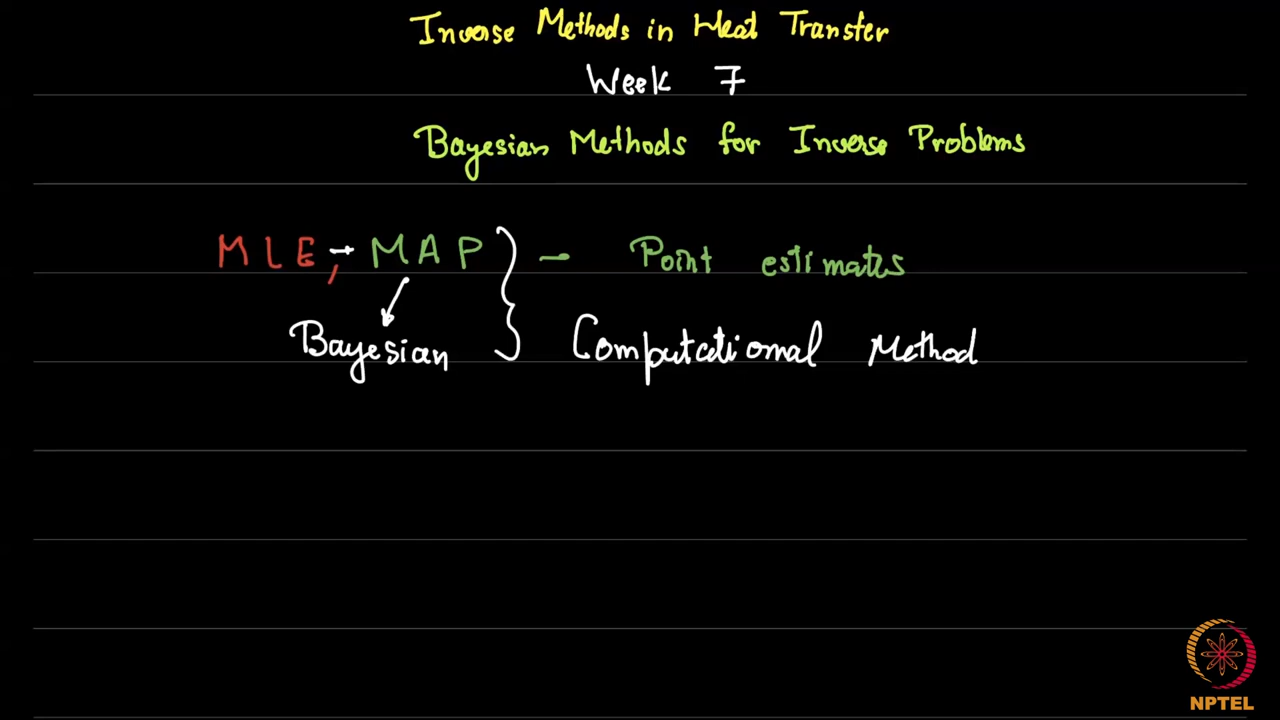 Inverse Methods in Heat Transfer
Week 7
Bayesian Methods for Inverse Problems
MLE, → MAP } - Point estimates
Bayesian Computational Method
NPTEL